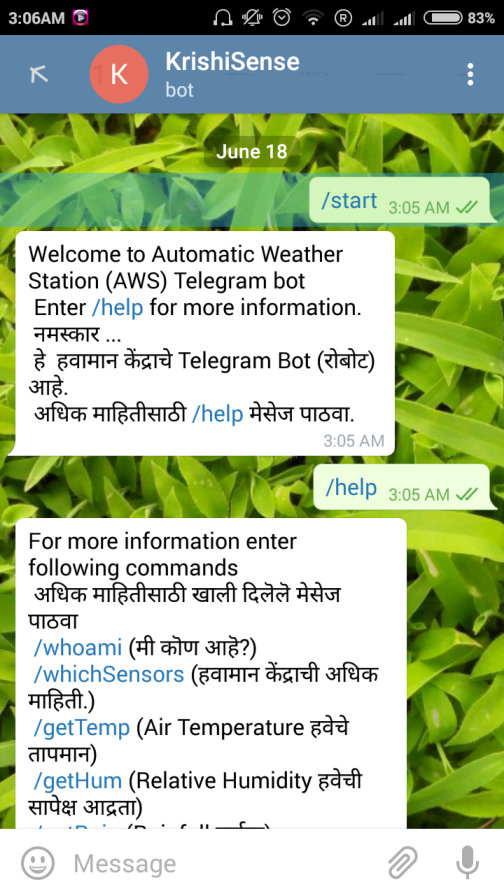 3:06AM
R
83%
K
KrishiSense
bot
June 18
/start 3:05 AM
Welcome to Automatic Weather
Station (AWS) Telegram bot
Enter /help for more information.
नमस्कार ...
हे हवामान केंद्राचे Telegram Bot (रोबोट)
आहे.
अधिक माहितीसाठी /help मेसेज पाठवा.
3:05 AM
/help 3:05 AM
For more information enter
following commands
अधिक माहितीसाठी खाली दिलेलॆ मेसेज
पाठवा
/whoami (मी कॊण आहॆ?)
/whichSensors (हवामान केंद्राची अधिक
माहिती.)
/getTemp (Air Temperature हवेचे
तापमान)
/getHum (Relative Humidity हवेची
सापेक्ष आद्रता)
Message